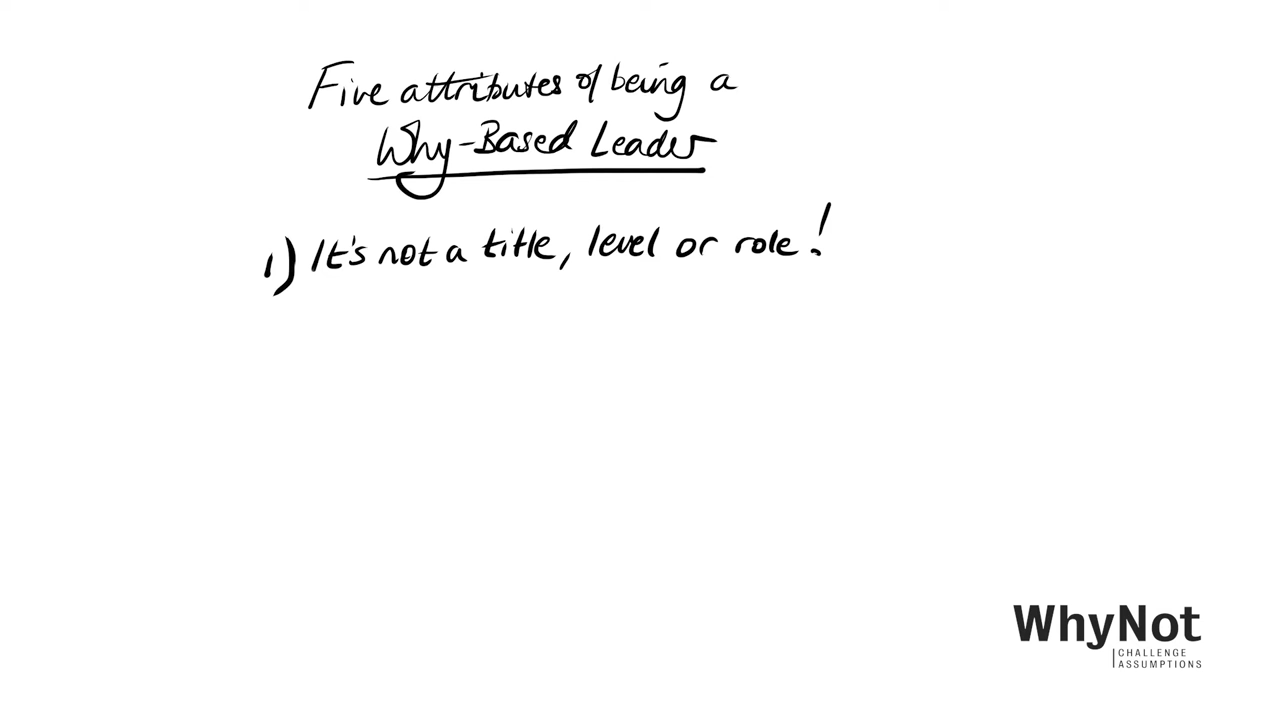 Five attributes of being a
Why-Based Leader
1) It's not a title, level or role!
WhyNot
CHALLENGE
ASSUMPTIONS